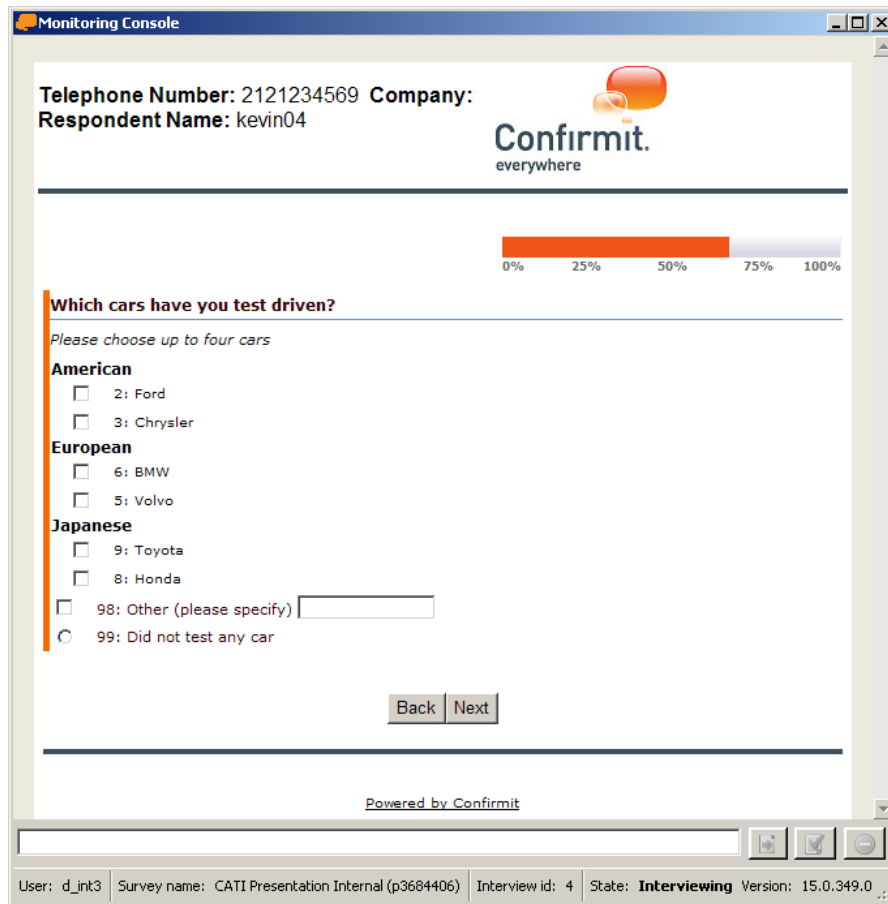 Monitoring Console
Telephone Number: 2121234569 Company:
Respondent Name: kevin04
Confirmit.
everywhere
0% 25% 50% 75% 100%
Which cars have you test driven?
Please choose up to four cars
American
2: Ford
3: Chrysler
European
6: BMW
5: Volvo
Japanese
9: Toyota
8: Honda
98: Other (please specify)
99: Did not test any car
Back Next
Powered by Confirmit
User: d_int3 Survey name: CATI Presentation Internal (p3684406) Interview id: 4 State: Interviewing Version: 15.0.349.0